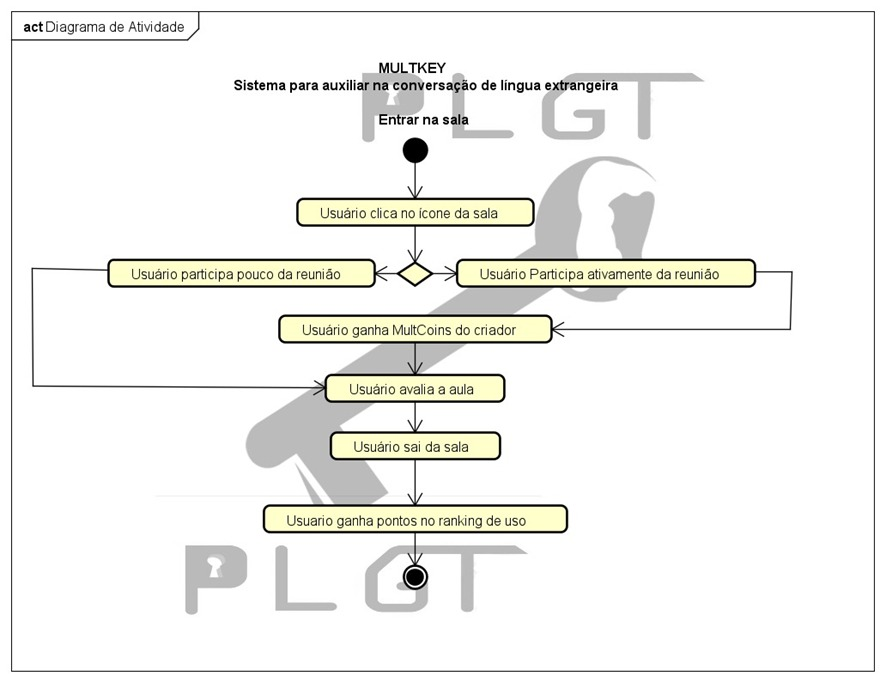 act Diagrama de Atividade
MULTKEY
Sistema para auxiliar na conversação de língua extrangeira
PLGT
Entrar na sala
Usuário clica no ícone da sala
Usuário participa pouco da reunião
Usuário Participa ativamente da reunião
Usuário ganha MultCoins do criador
Usuário avalia a aula
Usuário sai da sala
Usuario ganha pontos no ranking de uso
PLGT